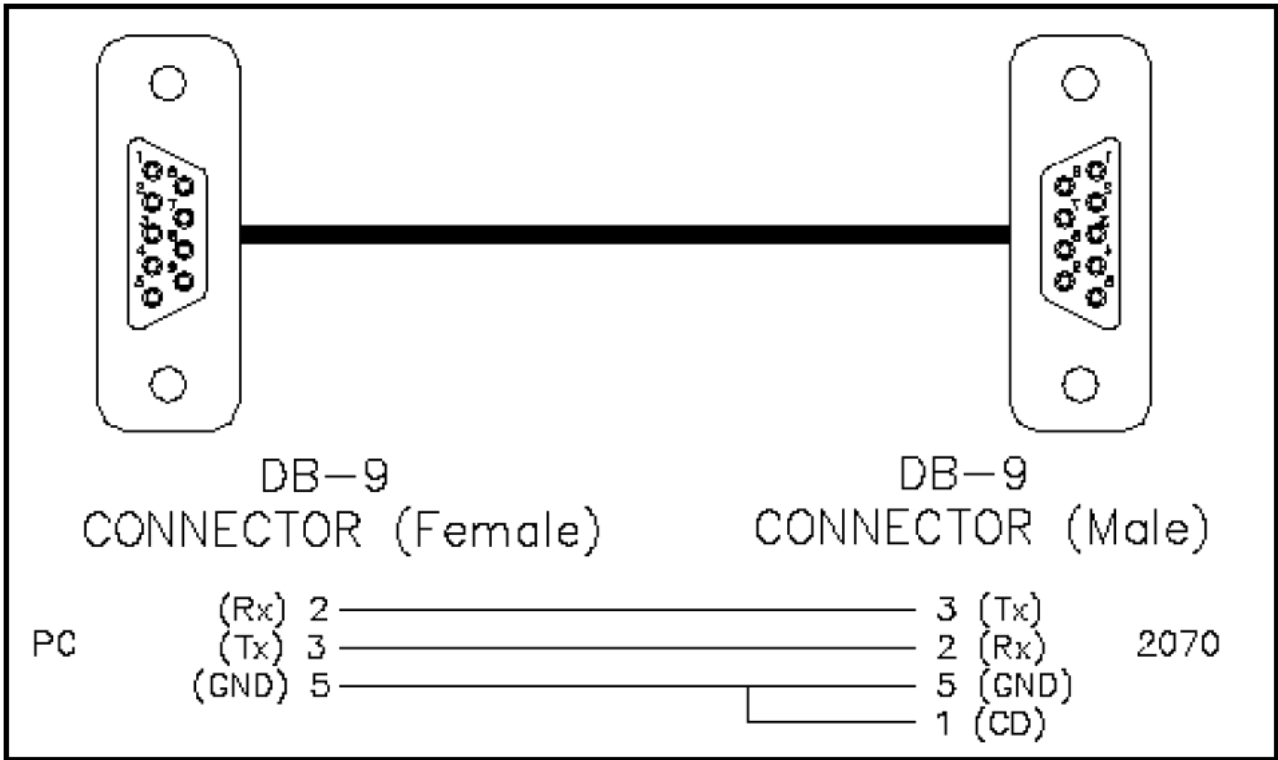 DB-9
CONNECTOR (Female)
DB-9
CONNECTOR (Male)
PC
(Rx) 2
3 (Tx)
(Tx) 3
2 (Rx)
2070
(GND) 5
5 (GND)
1 (CD)